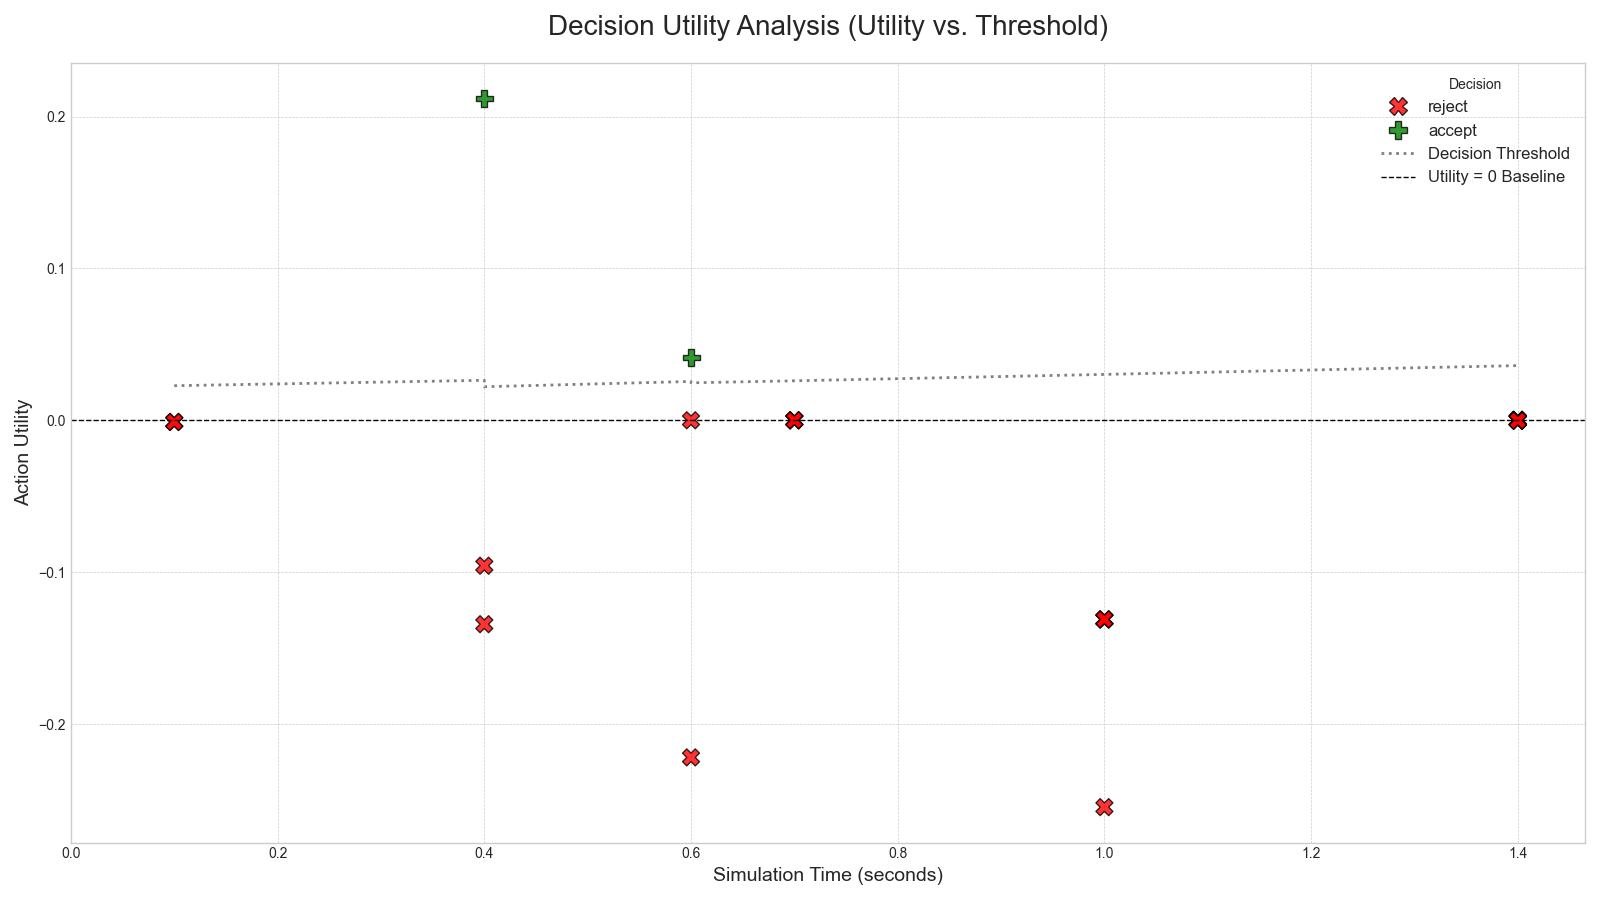 Decision Utility Analysis (Utility vs. Threshold)
Decision
reject
accept
Decision Threshold
Utility = 0 Baseline
Action Utility
0.2
0.1
0.0
−0.1
−0.2
0.0 0.2 0.4 0.6 0.8 1.0 1.2 1.4
Simulation Time (seconds)